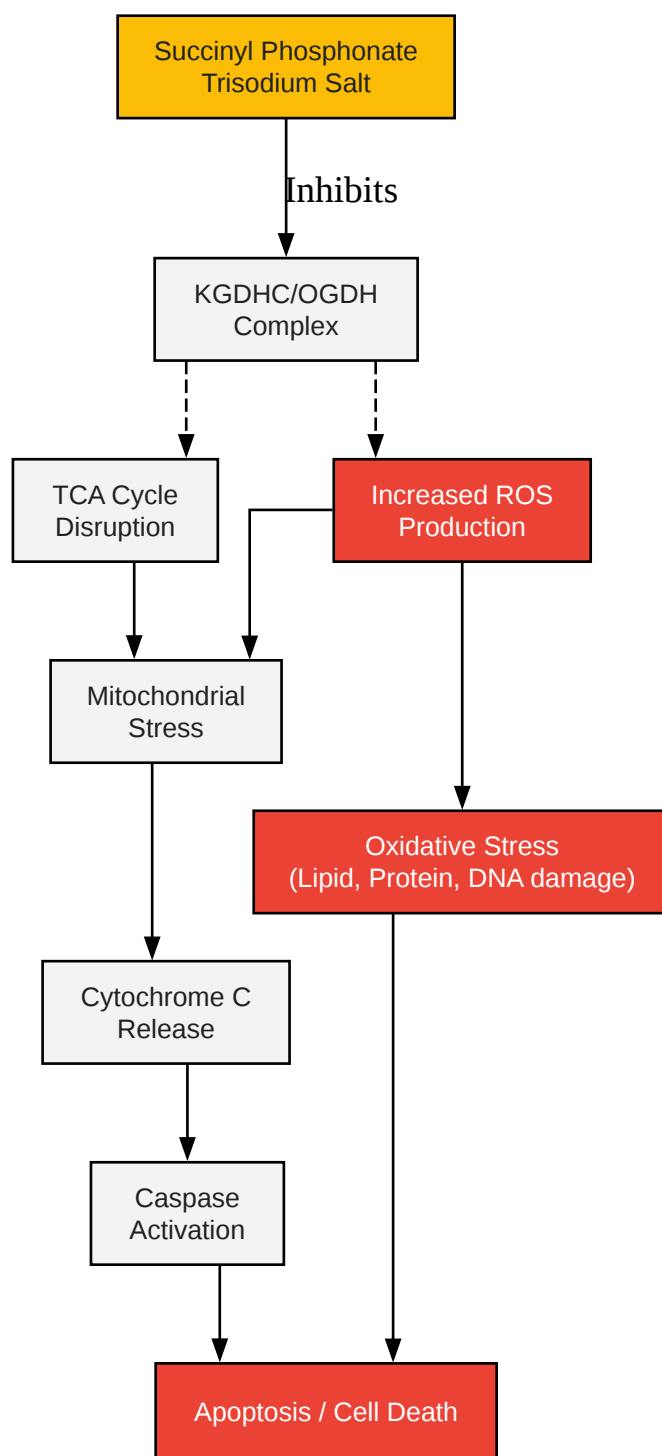 Succinyl Phosphonate
Trisodium Salt
Inhibits
KGDHC/OGDH
Complex
TCA Cycle
Disruption
Increased ROS
Production
Mitochondrial
Stress
Oxidative Stress
(Lipid, Protein, DNA damage)
Cytochrome C
Release
Caspase
Activation
Apoptosis / Cell Death